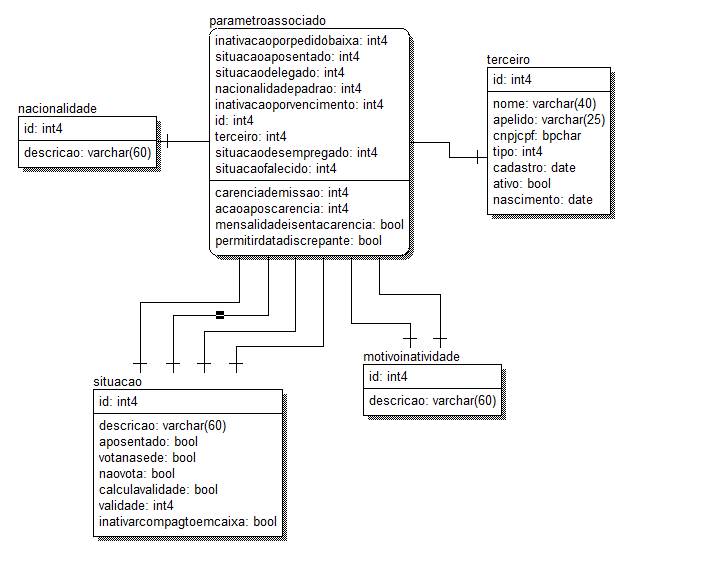 parametroassociado
inativacaoporpedidobaixa: int4
situacaoaposentado: int4
situacaodelegado: int4
nacionalidadepadrao: int4
inativacaoporvencimento: int4
id: int4
terceiro: int4
situacaodesempregado: int4
situacaofalecido: int4
carenciademissao: int4
acaoaposcarencia: int4
mensalidadeisentacarencia: bool
permitirdatadiscrepante: bool
terceiro
id: int4
nome: varchar(40)
apelido: varchar(25)
cnpjcpf: bpchar
tipo: int4
cadastro: date
ativo: bool
nascimento: date
nacionalidade
id: int4
descricao: varchar(60)
situacao
id: int4
descricao: varchar(60)
aposentado: bool
votanasede: bool
naovota: bool
calculavalidade: bool
validade: int4
inativarcompagtoemcaixa: bool
motivoinatividade
id: int4
descricao: varchar(60)